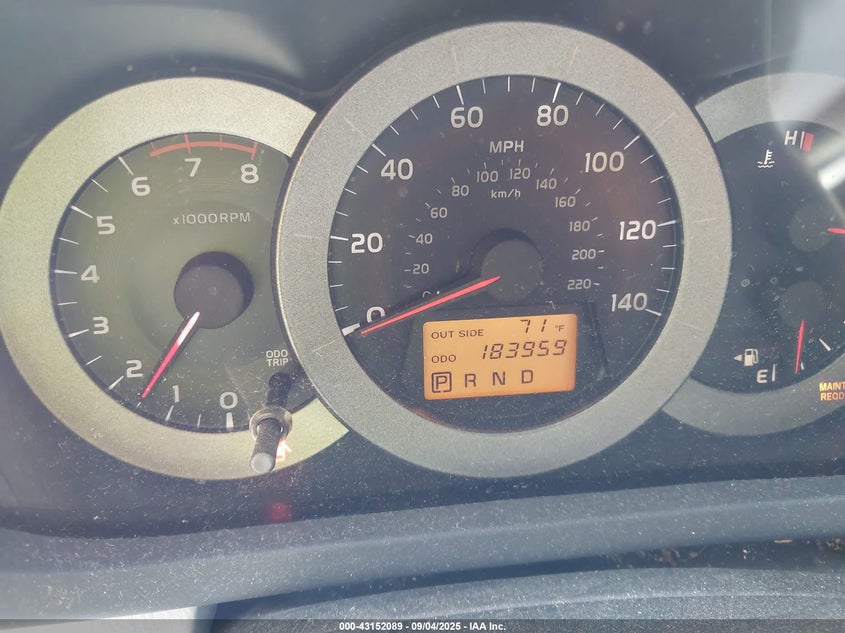 0 1 2 3 4 5 6 7 8
x1000RPM
ODO
TRIP
0 20 40 60 80 100 120 140
MPH
20 40 60 80 100 120 140 160 180 200 220
km/h
OUT SIDE 71 °F
ODO 183959
P R N D
H
E
MAINT
REQD
000-43152089 - 09/04/2025 - IAA Inc.